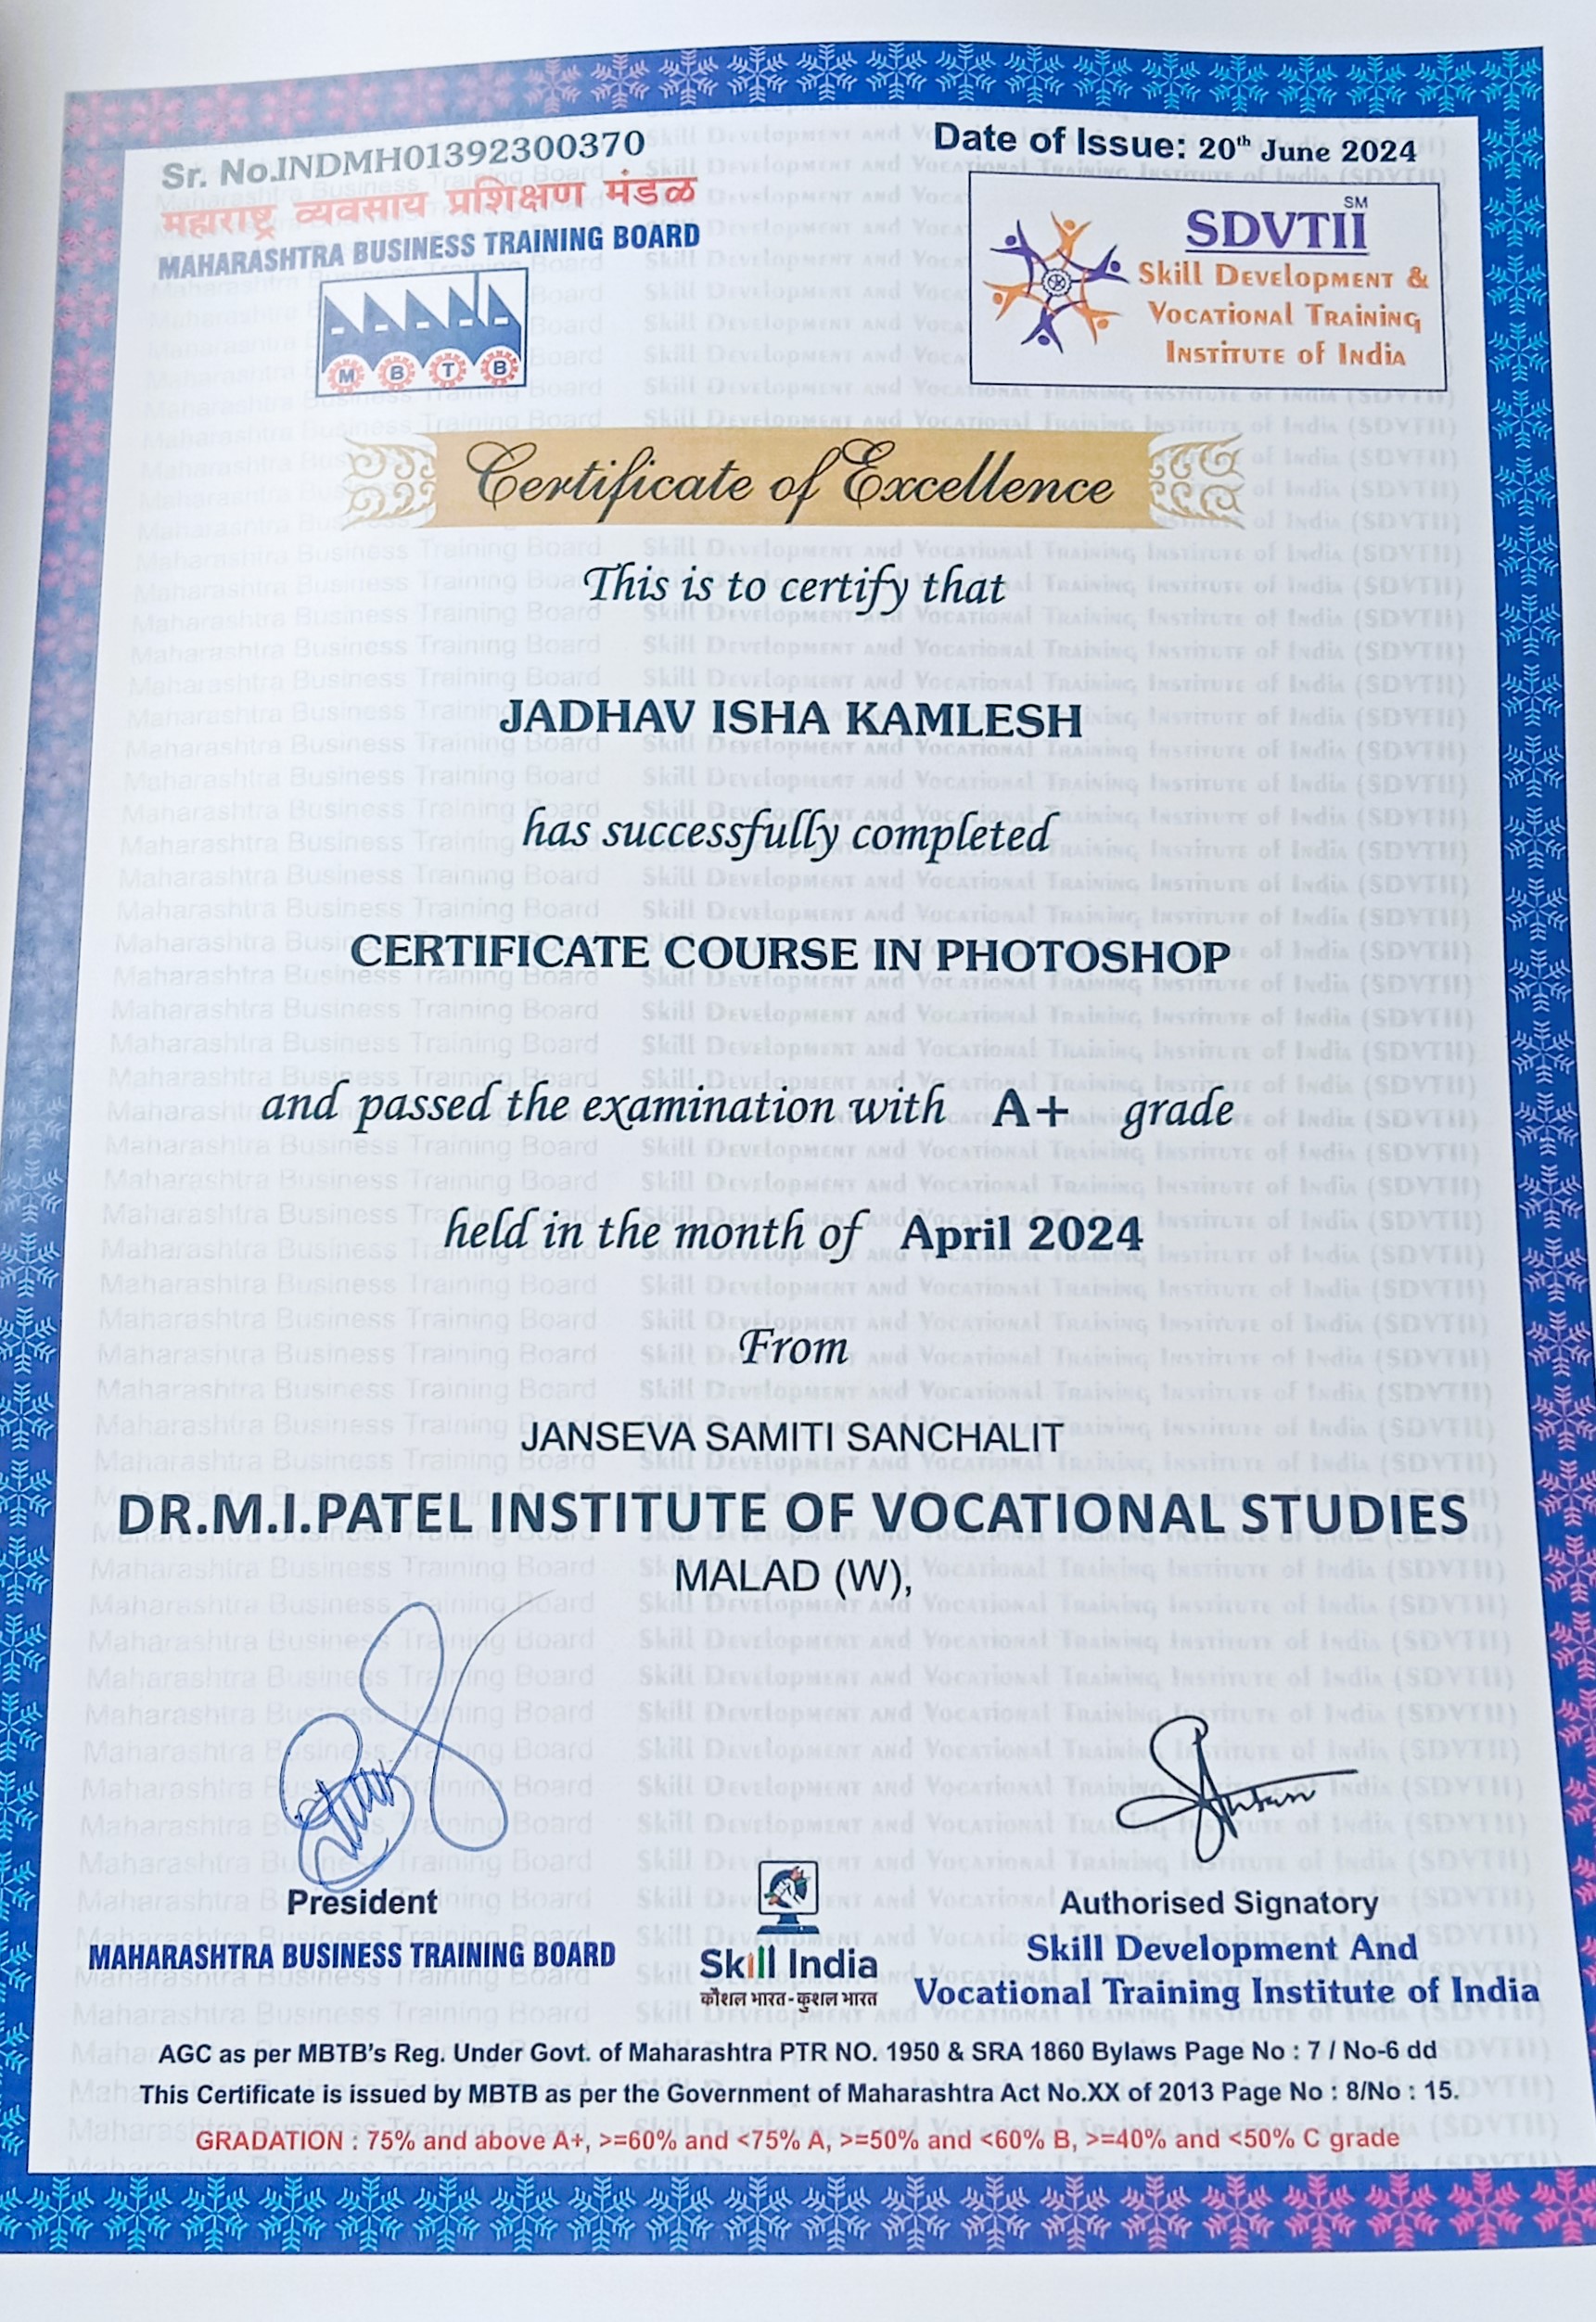 Sr. No.INDMH01392300370
Date of Issue: 20th June 2024
महाराष्ट्र व्यवसाय प्रशिक्षण मंडळ
MAHARASHTRA BUSINESS TRAINING BOARD
M B T B
SDVTII SM
Skill Development &
Vocational Training
Institute of India
Certificate of Excellence
This is to certify that
JADHAV ISHA KAMLESH
has successfully completed
CERTIFICATE COURSE IN PHOTOSHOP
and passed the examination with A+ grade
held in the month of April 2024
From
JANSEVA SAMITI SANCHALIT
DR.M.I.PATEL INSTITUTE OF VOCATIONAL STUDIES
MALAD (W),
President
MAHARASHTRA BUSINESS TRAINING BOARD
Skill India
कौशल भारत-कुशल भारत
Authorised Signatory
Skill Development And
Vocational Training Institute of India
AGC as per MBTB's Reg. Under Govt. of Maharashtra PTR NO. 1950 & SRA 1860 Bylaws Page No : 7 / No-6 dd
This Certificate is issued by MBTB as per the Government of Maharashtra Act No.XX of 2013 Page No : 8/No : 15.
GRADATION : 75% and above A+, >=60% and <75% A, >=50% and <60% B, >=40% and <50% C grade